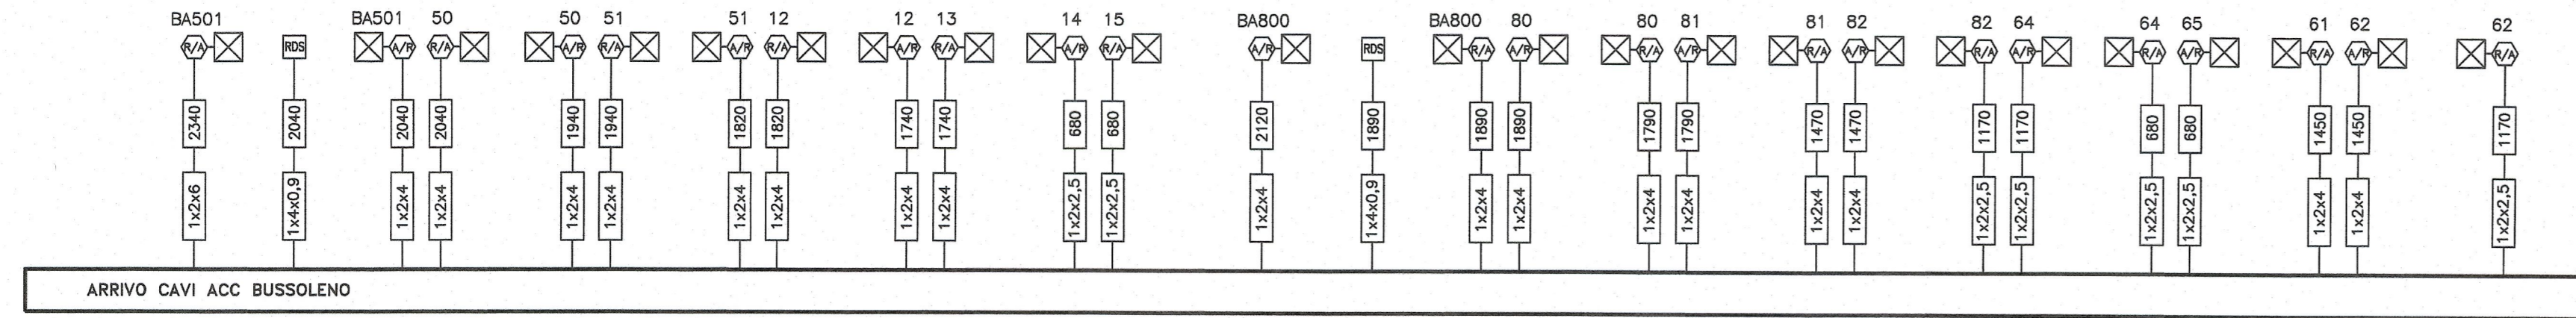 BA501 BA501 50 50 51 51 12 12 13 14 15 BA800 BA800 80 80 81 81 82 82 64 64 65 61 62 62
R/A RDS A/R R/A A/R R/A A/R R/A A/R R/A A/R R/A A/R RDS R/A A/R R/A A/R R/A A/R R/A A/R R/A A/R R/A A/R R/A
2340 2040 2040 2040 1940 1940 1820 1820 1740 1740 680 680 2120 1890 1890 1890 1790 1790 1470 1470 1170 1170 680 680 1450 1450 1170
1x2x6 1x4x0,9 1x2x4 1x2x4 1x2x4 1x2x4 1x2x4 1x2x4 1x2x4 1x2x4 1x2x2,5 1x2x2,5 1x2x4 1x4x0,9 1x2x4 1x2x4 1x2x4 1x2x4 1x2x4 1x2x4 1x2x2,5 1x2x2,5 1x2x2,5 1x2x2,5 1x2x4 1x2x4 1x2x2,5
ARRIVO CAVI ACC BUSSOLENO